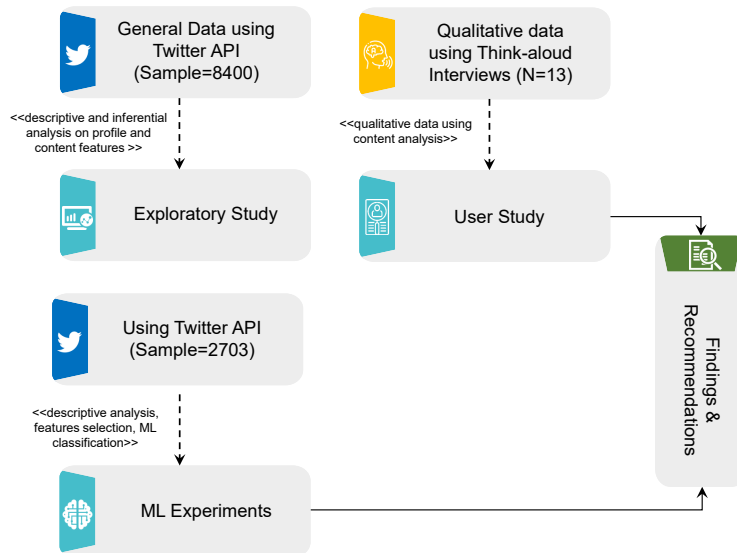 General Data using
Twitter API
(Sample=8400)
Qualitative data
using Think-aloud
Interviews (N=13)
<<descriptive and inferential
analysis on profile and
content features >>
<<qualitative data using
content analysis>>
Exploratory Study
User Study
Using Twitter API
(Sample=2703)
Findings &
Recommendations
<<descriptive analysis,
features selection, ML
classification>>
ML Experiments